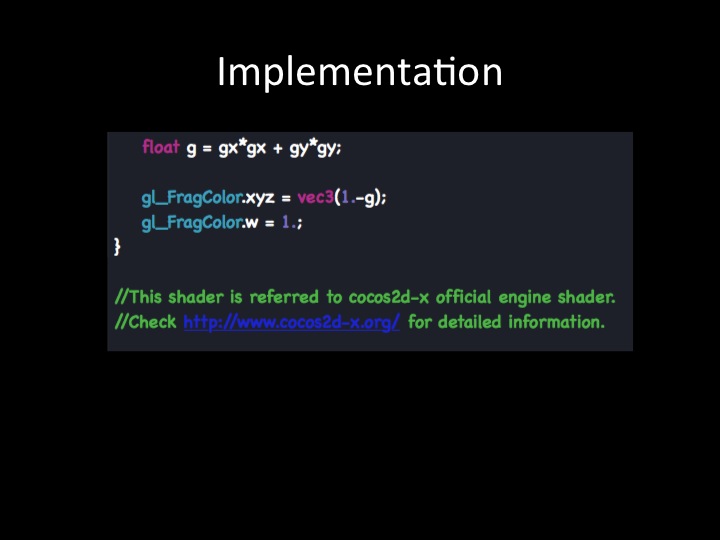 Implementation
float g = gx*gx + gy*gy;
gl_FragColor.xyz = vec3(1.-g);
gl_FragColor.w = 1.;
}
//This shader is referred to cocos2d-x official engine shader.
//Check http://www.cocos2d-x.org/ for detailed information.